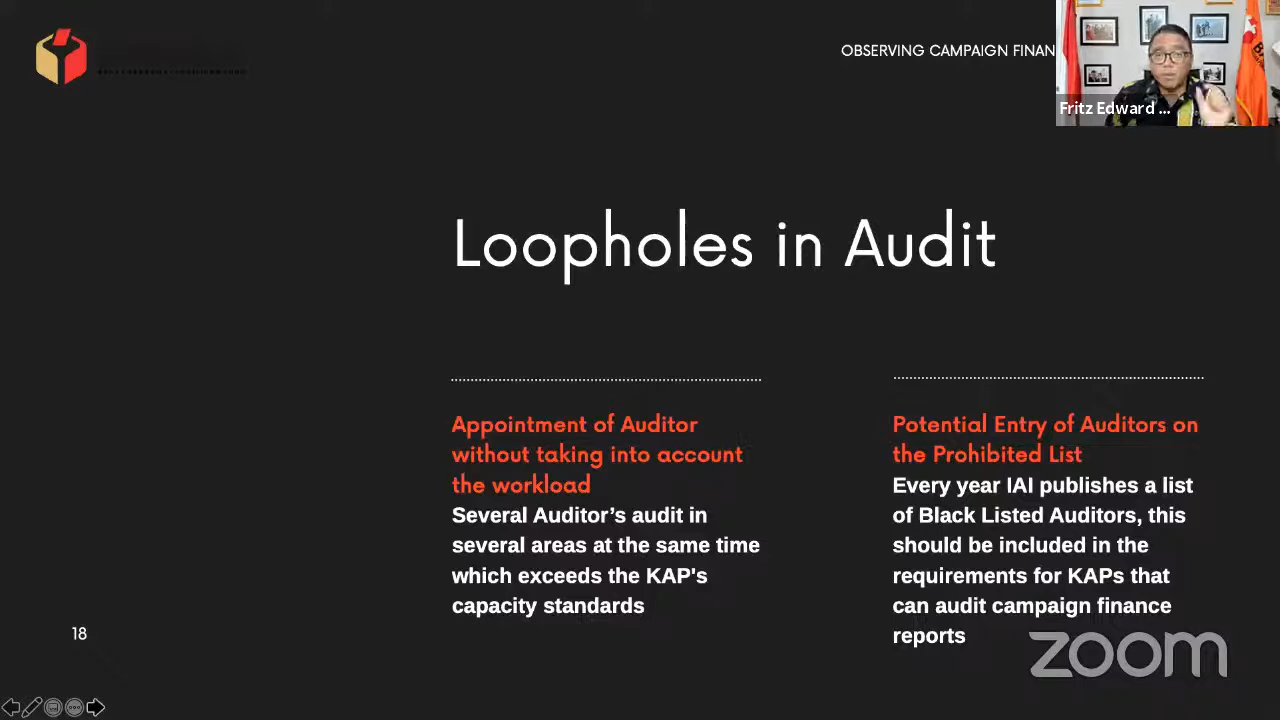 OBSERVING CAMPAIGN FINAN
Fritz Edward ...
Loopholes in Audit
Appointment of Auditor
without taking into account
the workload
Several Auditor’s audit in
several areas at the same time
which exceeds the KAP's
capacity standards
Potential Entry of Auditors on
the Prohibited List
Every year IAI publishes a list
of Black Listed Auditors, this
should be included in the
requirements for KAPs that
can audit campaign finance
reports
18
zoom